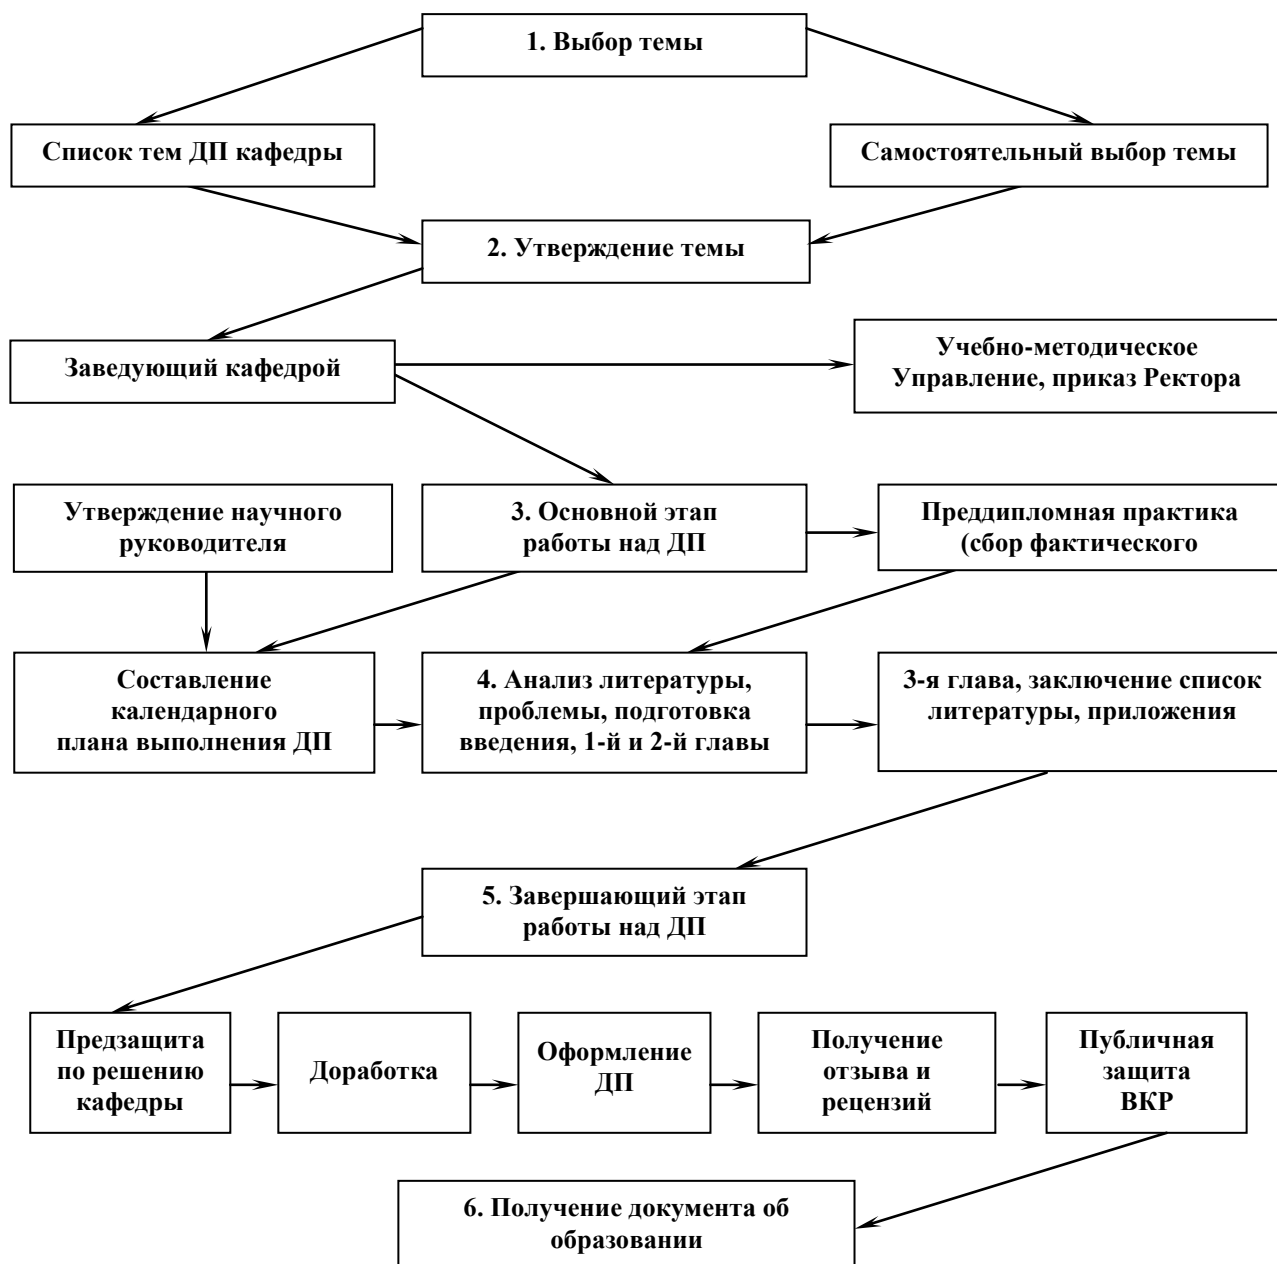 1. Выбор темы
Список тем ДП кафедры
Самостоятельный выбор темы
2. Утверждение темы
Заведующий кафедрой
Учебно-методическое
Управление, приказ Ректора
Утверждение научного
руководителя
3. Основной этап
работы над ДП
Преддипломная практика
(сбор фактического
Составление
календарного
плана выполнения ДП
4. Анализ литературы,
проблемы, подготовка
введения, 1-й и 2-й главы
3-я глава, заключение список
литературы, приложения
5. Завершающий этап
работы над ДП
Предзащита
по решению
кафедры
Доработка
Оформление
ДП
Получение
отзыва и
рецензий
Публичная
защита
ВКР
6. Получение документа об
образовании